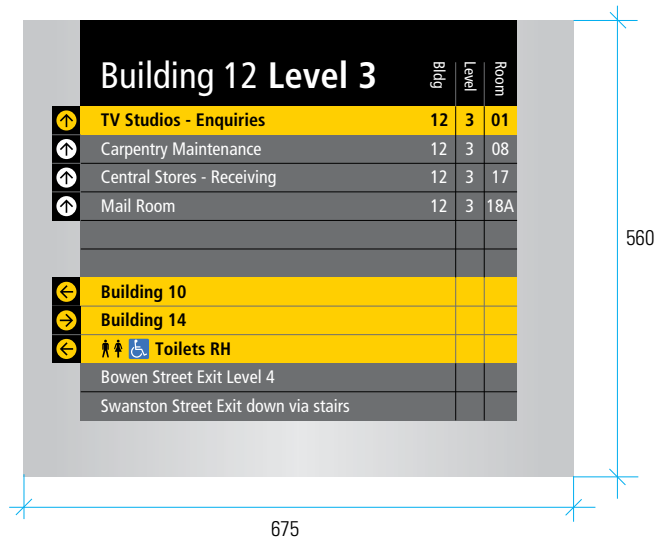 Building 12 Level 3 Bldg Level Room
TV Studios - Enquiries 12 3 01
Carpentry Maintenance 12 3 08
Central Stores - Receiving 12 3 17
Mail Room 12 3 18A
560
Building 10
Building 14
Toilets RH
Bowen Street Exit Level 4
Swanston Street Exit down via stairs
675